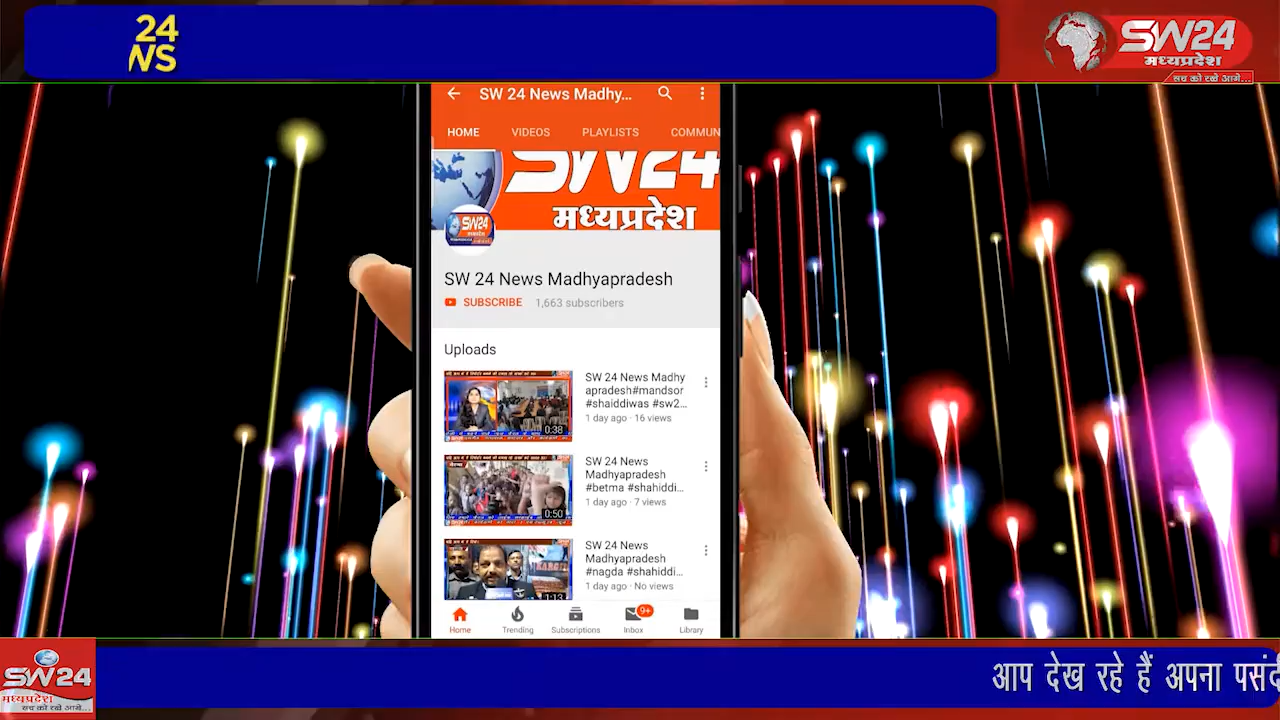 24
NS
SW24
मध्यप्रदेश
सच को रखे आगे...
SW 24 News Madhy...
HOME VIDEOS PLAYLISTS COMMUN
SW24
मध्यप्रदेश
SW24
SW 24 News Madhyapradesh
SUBSCRIBE 1,663 subscribers
Uploads
SW 24 News Madhy
apradesh#mandsor
#shaiddiwas #sw2...
1 day ago · 16 views
0:38
SW 24 News
Madhyapradesh
#betma #shahiddi...
1 day ago · 7 views
0:50
SW 24 News
Madhyapradesh
#nagda #shahiddi...
1 day ago · No views
1:13
9+
Home Trending Subscriptions Inbox Library
SW24
मध्यप्रदेश
सच को रखे आगे...
आप देख रहे हैं अपना पसंद